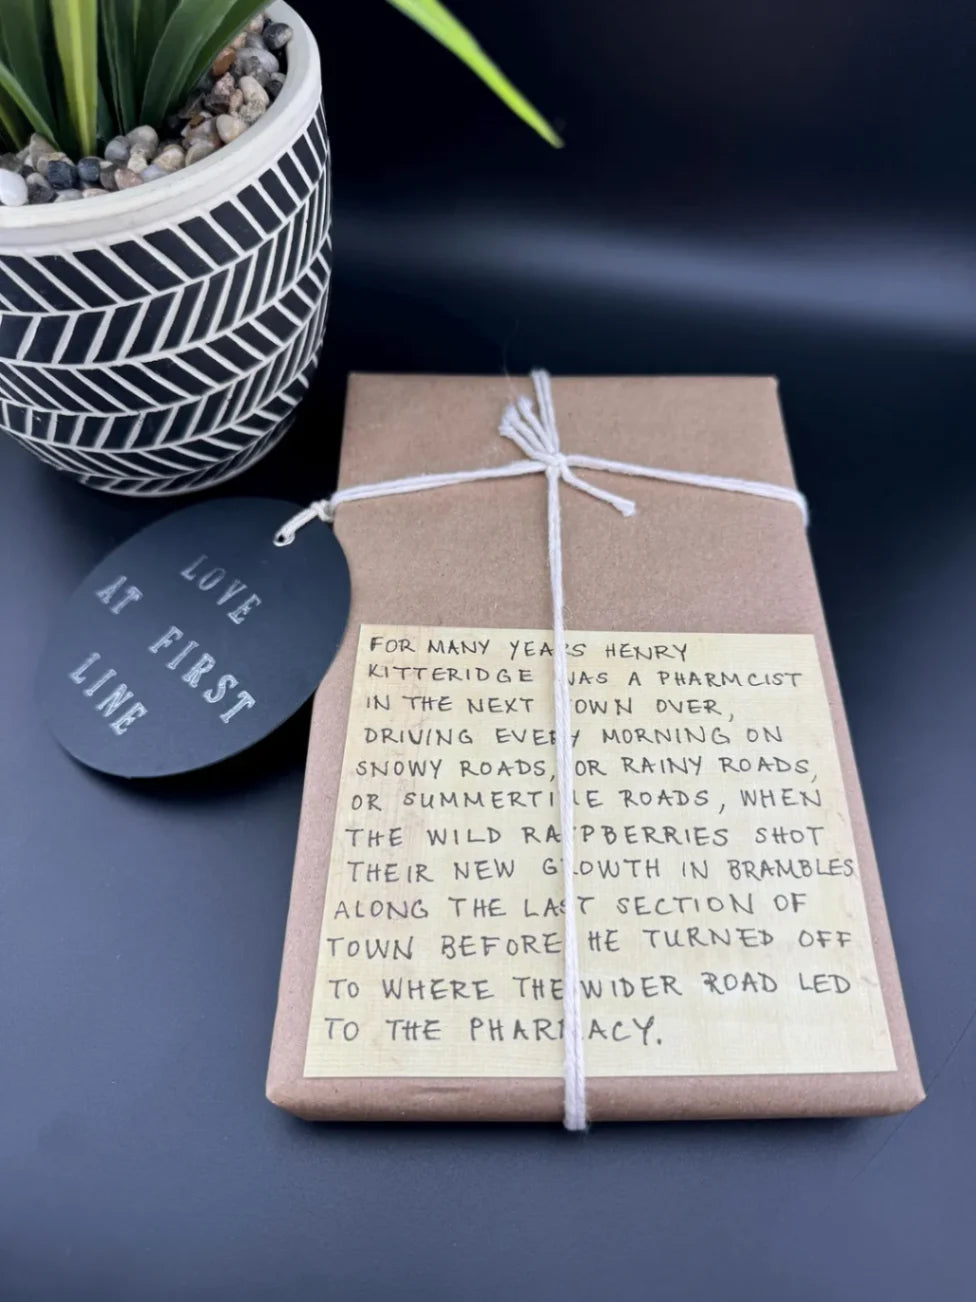 LOVE
AT FIRST
LINE
FOR MANY YEARS HENRY
KITTERIDGE WAS A PHARMCIST
IN THE NEXT TOWN OVER,
DRIVING EVERY MORNING ON
SNOWY ROADS, OR RAINY ROADS,
OR SUMMERTIME ROADS, WHEN
THE WILD RASPBERRIES SHOT
THEIR NEW GROWTH IN BRAMBLES
ALONG THE LAST SECTION OF
TOWN BEFORE HE TURNED OFF
TO WHERE THE WIDER ROAD LED
TO THE PHARMACY.